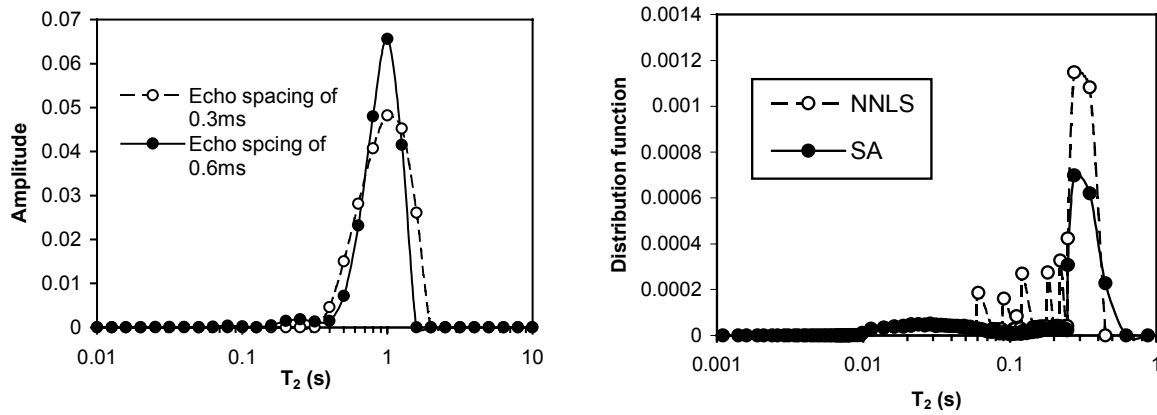 0.07
0.06
0.05
0.04
0.03
0.02
0.01
0
Amplitude
Echo spacing of
0.3ms
Echo spcing of
0.6ms
0.01
0.1
1
10
T2 (s)
0.0014
0.0012
0.001
0.0008
0.0006
0.0004
0.0002
0
Distribution function
NNLS
SA
0.001
0.01
0.1
1
T2 (s)